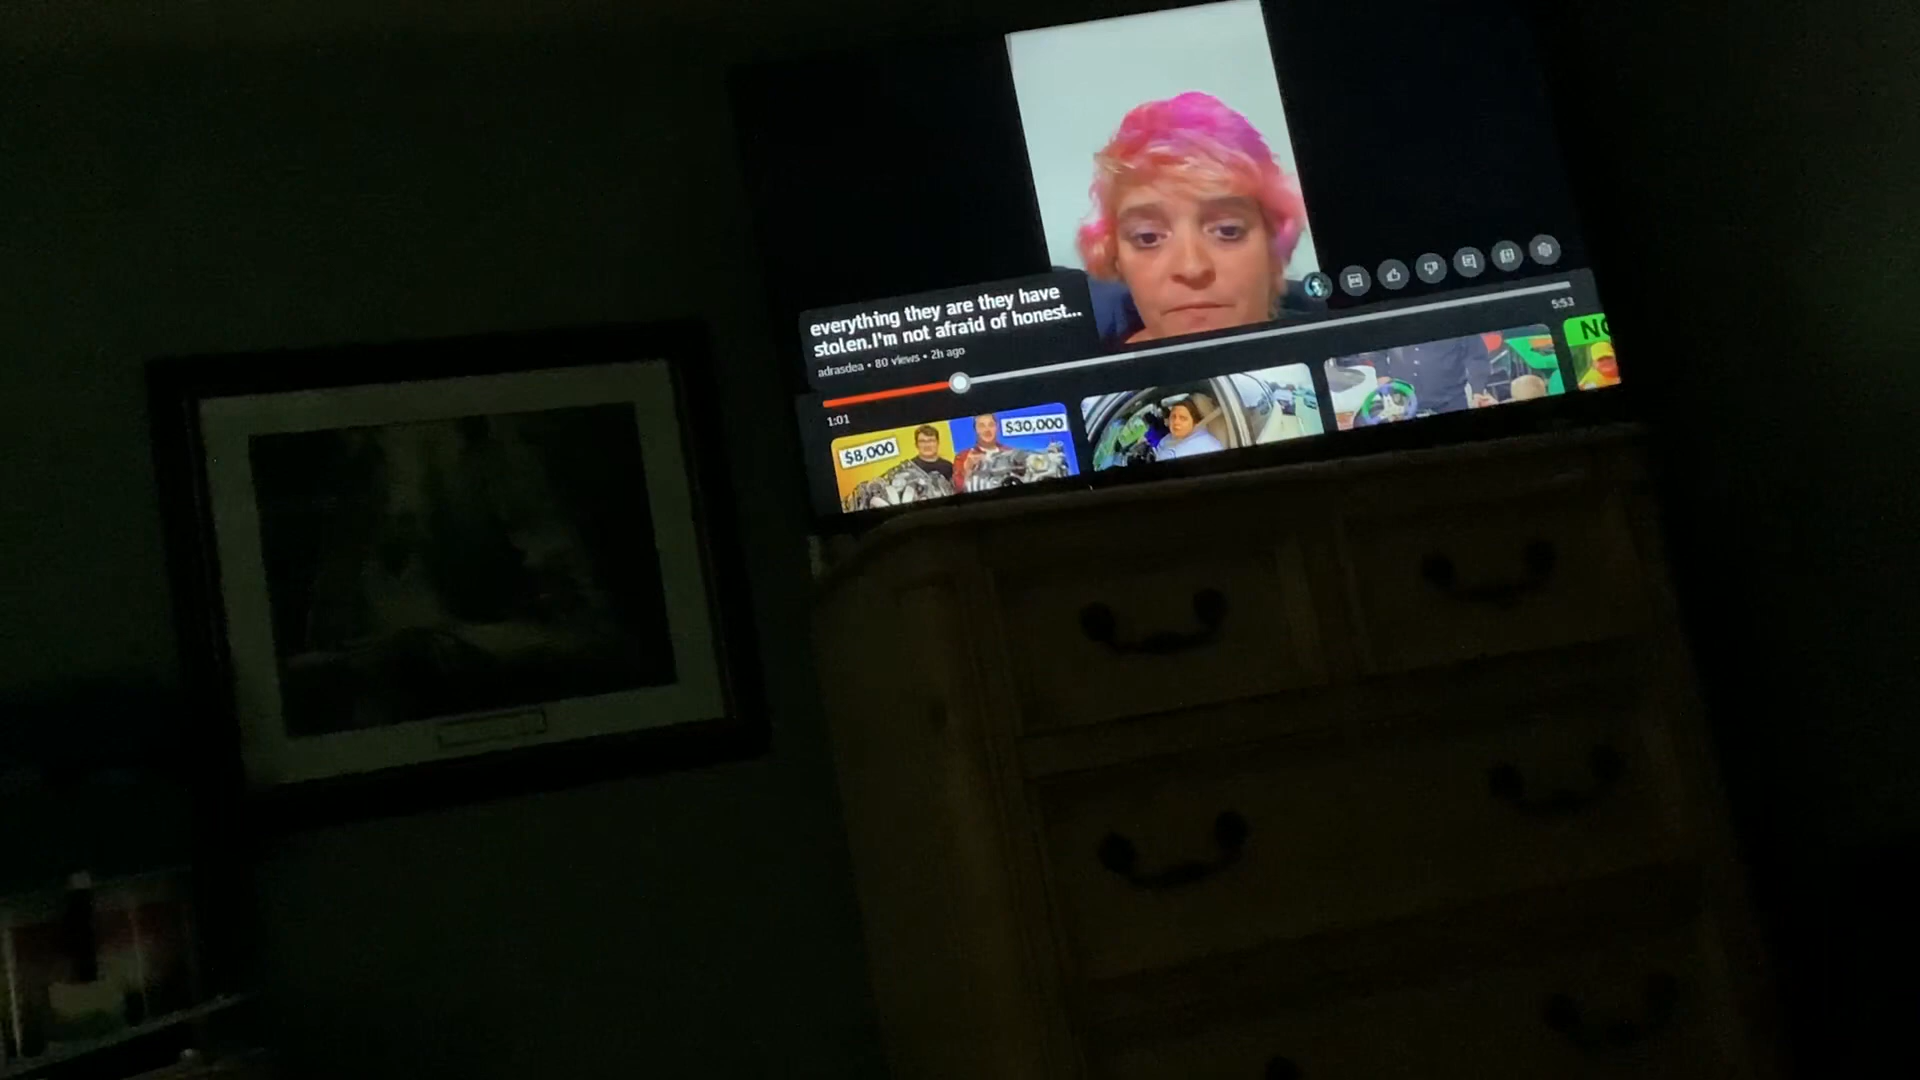 everything they are they have
stolen.I'm not afraid of honest...
adrasdea • 80 views • 2h ago
5:53
1:01
$8,000
$30,000